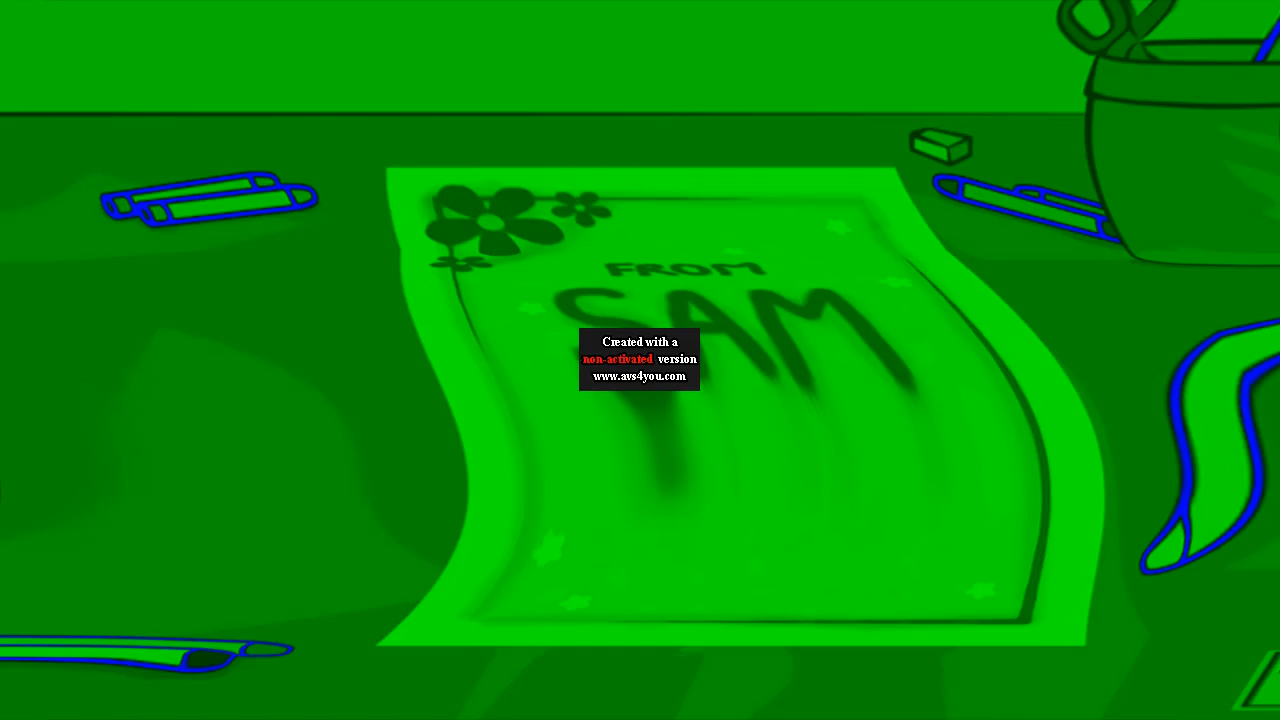 FROM
SAM
Created with a
non-activated version
www.avs4you.com